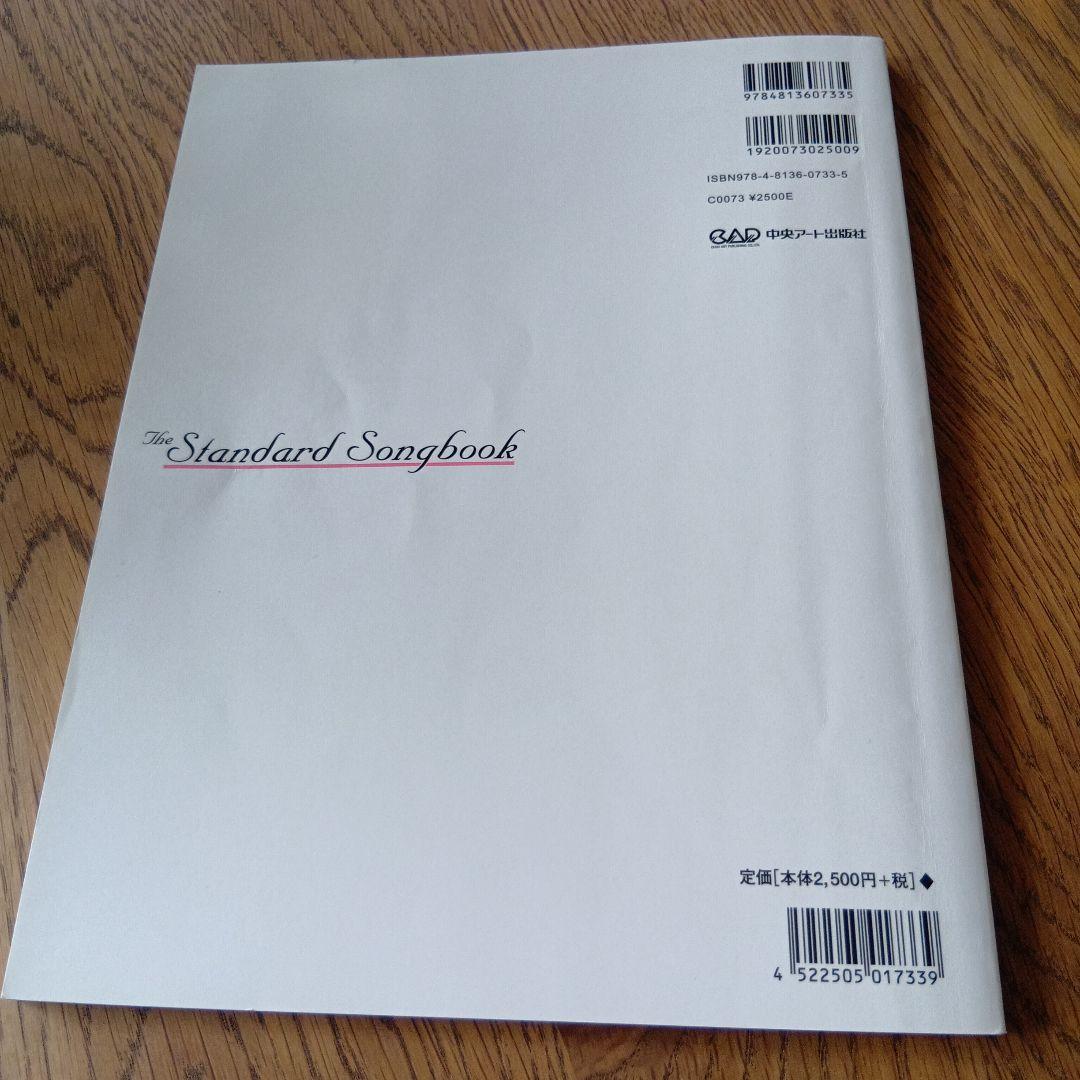 9784813607335
1920073025009
ISBN978-4-8136-0733-5
C0073 ¥2500E
中央アート出版社
The Standard Songbook
定価[本体2,500円+税]◆
4 522505 017339